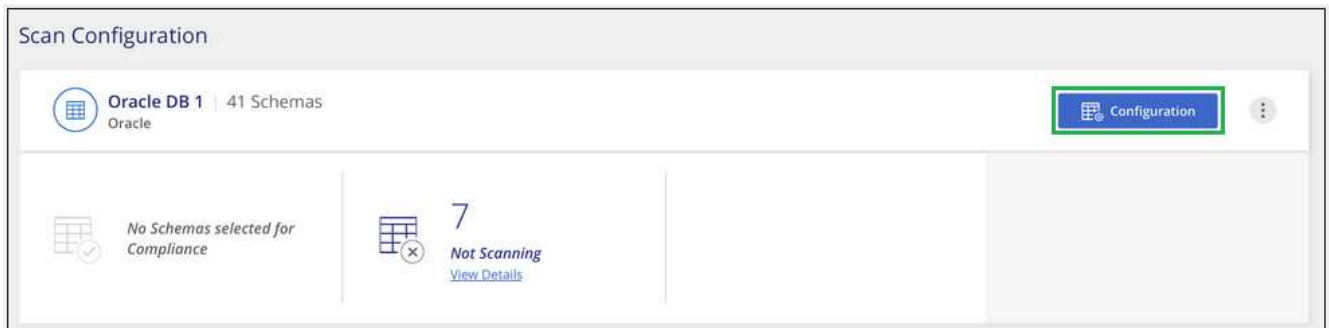 Scan Configuration
Oracle DB 1 | 41 Schemas
Oracle
Configuration
No Schemas selected for
Compliance
7
Not Scanning
View Details